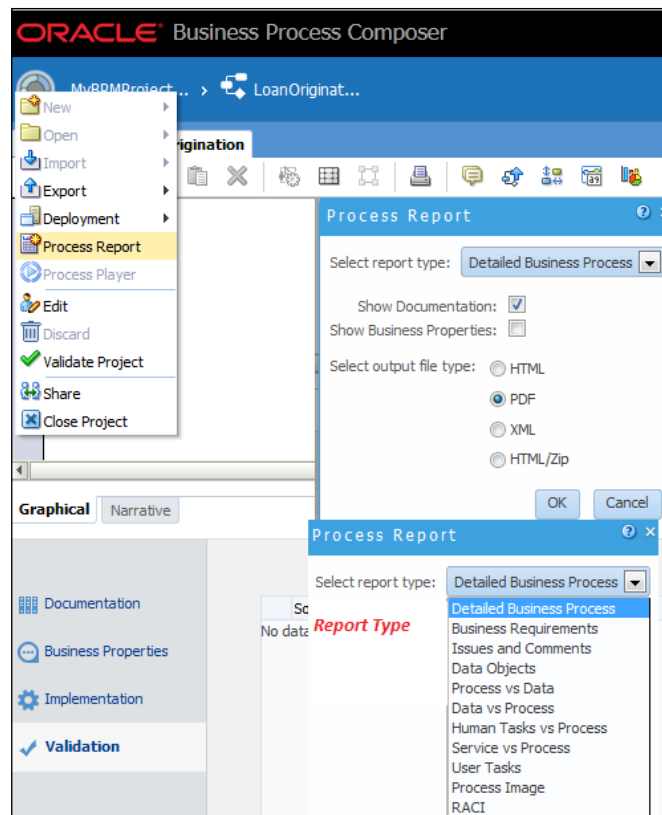 ORACLE Business Process Composer
MyBPMProject... > LoanOriginat...
New
Open
Import
Export
Deployment
Process Report
Process Player
Edit
Discard
Validate Project
Share
Close Project
igination
Process Report
Select report type: Detailed Business Process
Show Documentation:
Show Business Properties:
Select output file type:
HTML
PDF
XML
HTML/Zip
OK Cancel
Graphical Narrative
Documentation
Business Properties
Implementation
Validation
So
No data
Process Report
Select report type: Detailed Business Process
Report Type
Detailed Business Process
Business Requirements
Issues and Comments
Data Objects
Process vs Data
Data vs Process
Human Tasks vs Process
Service vs Process
User Tasks
Process Image
RACI